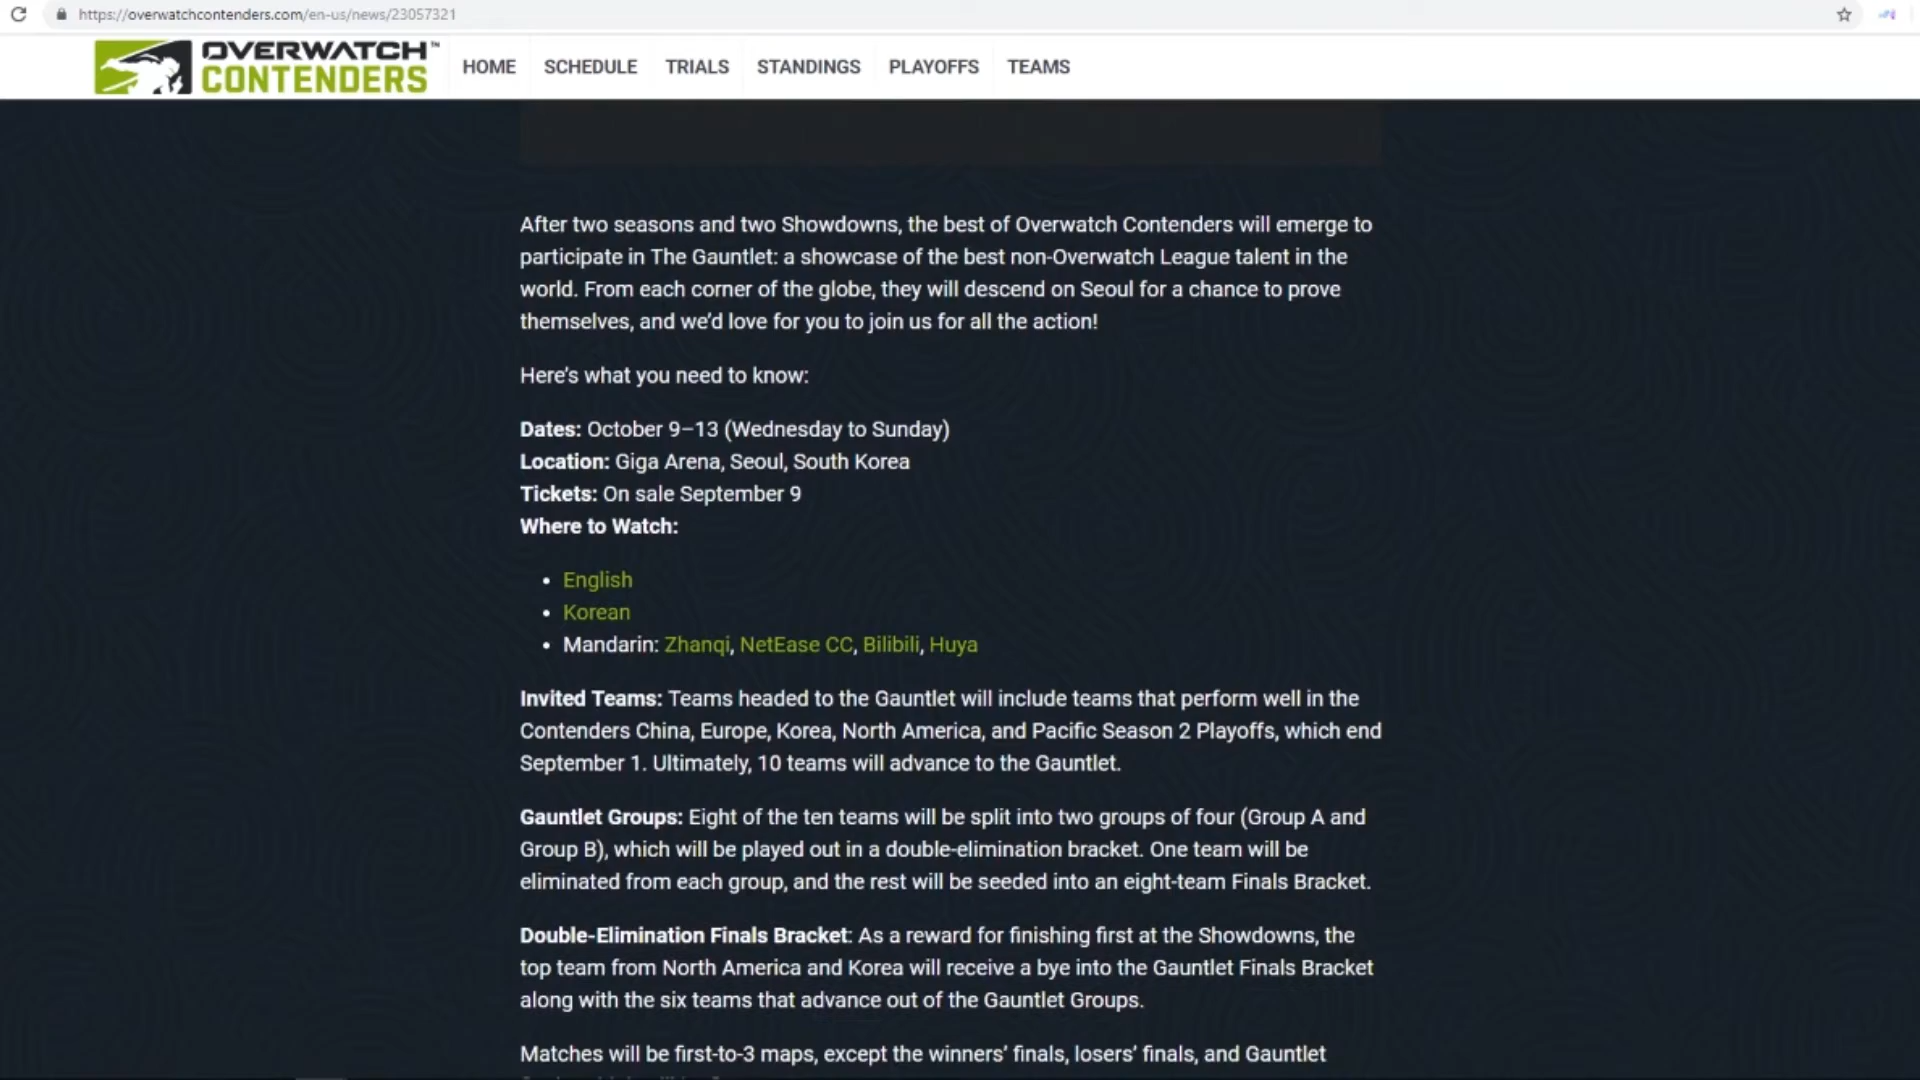 https://overwatchcontenders.com/en-us/news/23057321
OVERWATCH™
CONTENDERS
HOME SCHEDULE TRIALS STANDINGS PLAYOFFS TEAMS
After two seasons and two Showdowns, the best of Overwatch Contenders will emerge to
participate in The Gauntlet: a showcase of the best non-Overwatch League talent in the
world. From each corner of the globe, they will descend on Seoul for a chance to prove
themselves, and we’d love for you to join us for all the action!
Here’s what you need to know:
Dates: October 9–13 (Wednesday to Sunday)
Location: Giga Arena, Seoul, South Korea
Tickets: On sale September 9
Where to Watch:
• English
• Korean
• Mandarin: Zhanqi, NetEase CC, Bilibili, Huya
Invited Teams: Teams headed to the Gauntlet will include teams that perform well in the
Contenders China, Europe, Korea, North America, and Pacific Season 2 Playoffs, which end
September 1. Ultimately, 10 teams will advance to the Gauntlet.
Gauntlet Groups: Eight of the ten teams will be split into two groups of four (Group A and
Group B), which will be played out in a double-elimination bracket. One team will be
eliminated from each group, and the rest will be seeded into an eight-team Finals Bracket.
Double-Elimination Finals Bracket: As a reward for finishing first at the Showdowns, the
top team from North America and Korea will receive a bye into the Gauntlet Finals Bracket
along with the six teams that advance out of the Gauntlet Groups.
Matches will be first-to-3 maps, except the winners’ finals, losers’ finals, and Gauntlet